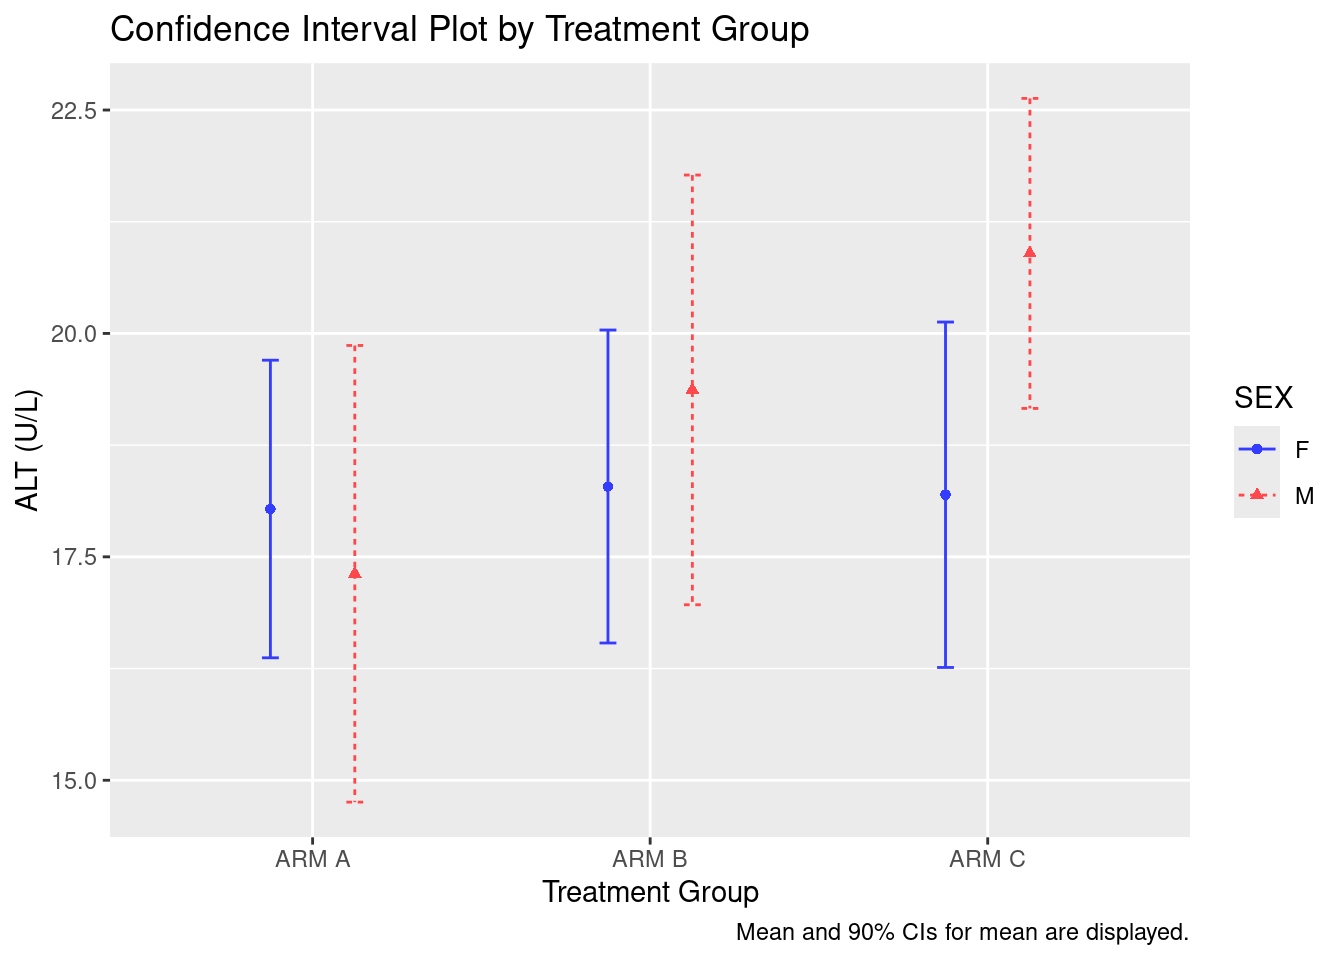 Confidence Interval Plot by Treatment Group
22.5
20.0
17.5
15.0
ALT (U/L)
ARM A
ARM B
ARM C
Treatment Group
SEX
F
M
Mean and 90% CIs for mean are displayed.